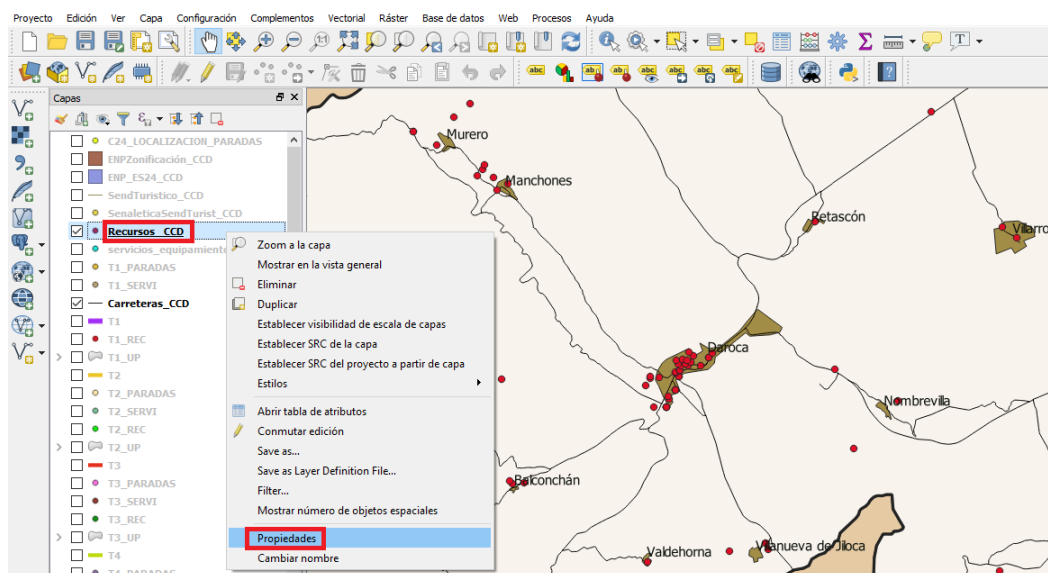 Proyecto Edición Ver Capa Configuración Complementos Vectorial Ráster Base de datos Web Procesos Ayuda
Capas
C24_LOCALIZACION_PARADAS
ENPZonificación_CCD
ENP_ES24_CCD
SendTuristico_CCD
SenaleticaSendTurist_CCD
Recursos_CCD
servicios_equipamiento
T1_PARADAS
T1_SERVI
Carreteras_CCD
T1
T1_REC
T1_UP
T2
T2_PARADAS
T2_SERVI
T2_REC
T2_UP
T3
T3_PARADAS
T3_SERVI
T3_REC
T3_UP
T4
T4_PARADAS
Zoom a la capa
Mostrar en la vista general
Eliminar
Duplicar
Establecer visibilidad de escala de capas
Establecer SRC de la capa
Establecer SRC del proyecto a partir de capa
Estilos
Abrir tabla de atributos
Conmutar edición
Save as...
Save as Layer Definition File...
Filter...
Mostrar número de objetos espaciales
Propiedades
Cambiar nombre
Murero
Manchones
Retascón
Villarro
Daroca
Nombrevilla
Balconchán
Valdehorna
Villanueva de Jiloca